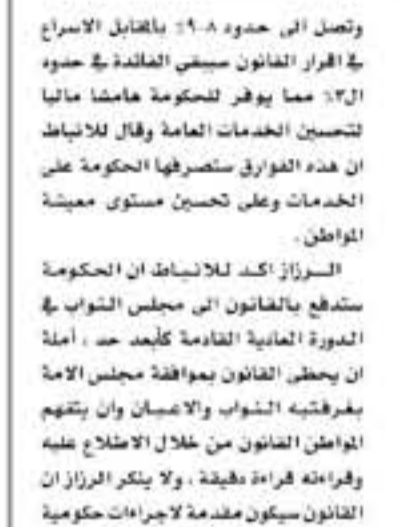 وتصل الى حدود ٨-٩٪ بالمقابل الاسراع
في اقرار القانون سيبقي الفائدة في حدود
ال٣٪ مما يوفر للحكومة هامشا ماليا
لتحسين الخدمات العامة وقال للانباط
ان هذه الفوارق ستصرفها الحكومة على
الخدمات وعلى تحسين مستوى معيشة
المواطن.
الرزاز اكد للانباط ان الحكومة
ستدفع بالقانون الى مجلس النواب في
الدورة العادية القادمة كأبعد حد ، أملة
ان يحظى القانون بموافقة مجلس الامة
بغرفتيه النواب والاعيان وان يتفهم
المواطن القانون من خلال الاطلاع عليه
وقراءته قراءة دقيقة ، ولا ينكر الرزاز ان
القانون سيكون مقدمة لاجراءات حكومية